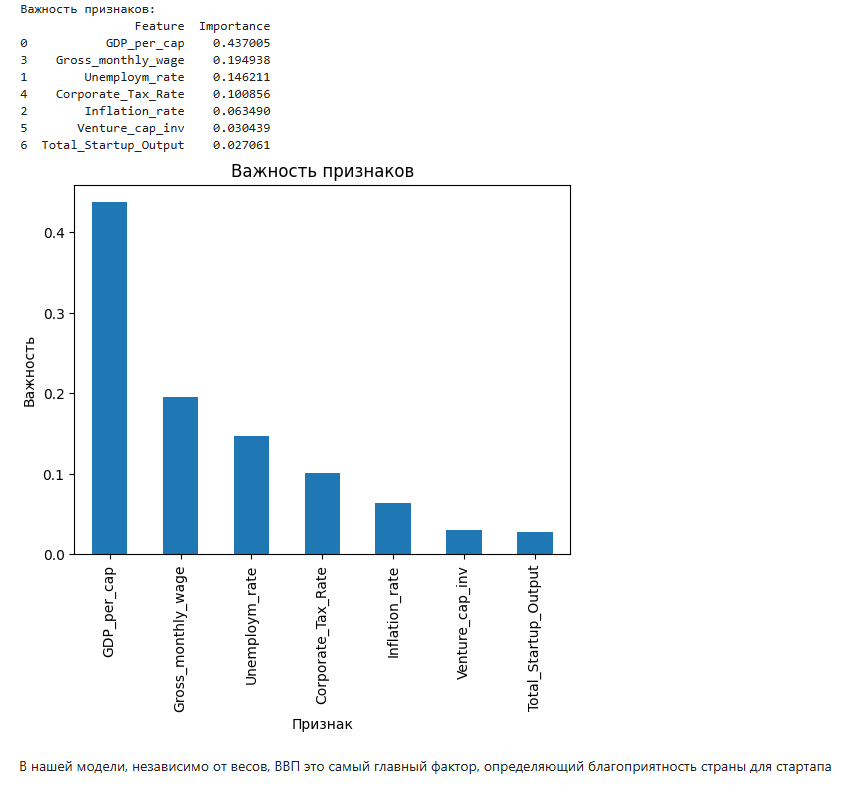 Важность признаков:
Feature Importance
0 GDP_per_cap 0.437005
3 Gross_monthly_wage 0.194938
1 Unemploym_rate 0.146211
4 Corporate_Tax_Rate 0.100856
2 Inflation_rate 0.063490
5 Venture_cap_inv 0.030439
6 Total_Startup_Output 0.027061
Важность признаков
0.4
0.3
0.2
0.1
0.0
Важность
GDP_per_cap
Gross_monthly_wage
Unemploym_rate
Corporate_Tax_Rate
Inflation_rate
Venture_cap_inv
Total_Startup_Output
Признак
В нашей модели, независимо от весов, ВВП это самый главный фактор, определяющий благоприятность страны для стартапа